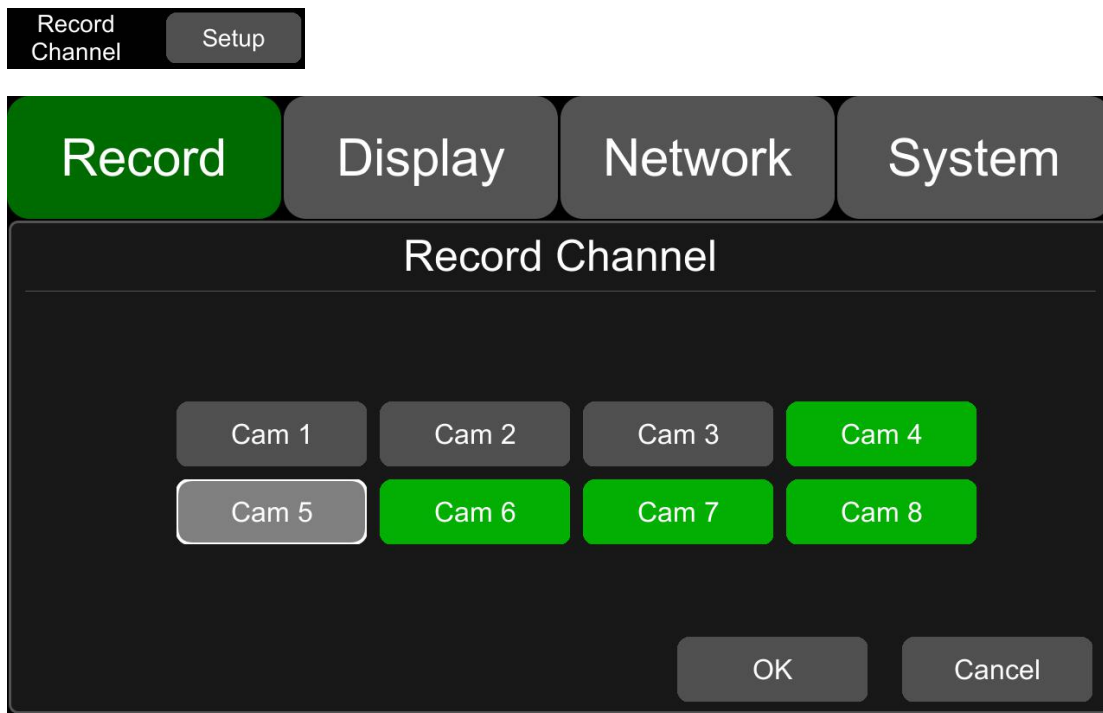 Record
Channel
Setup
Record Display Network System
Record Channel
Cam 1 Cam 2 Cam 3 Cam 4
Cam 5 Cam 6 Cam 7 Cam 8
OK Cancel